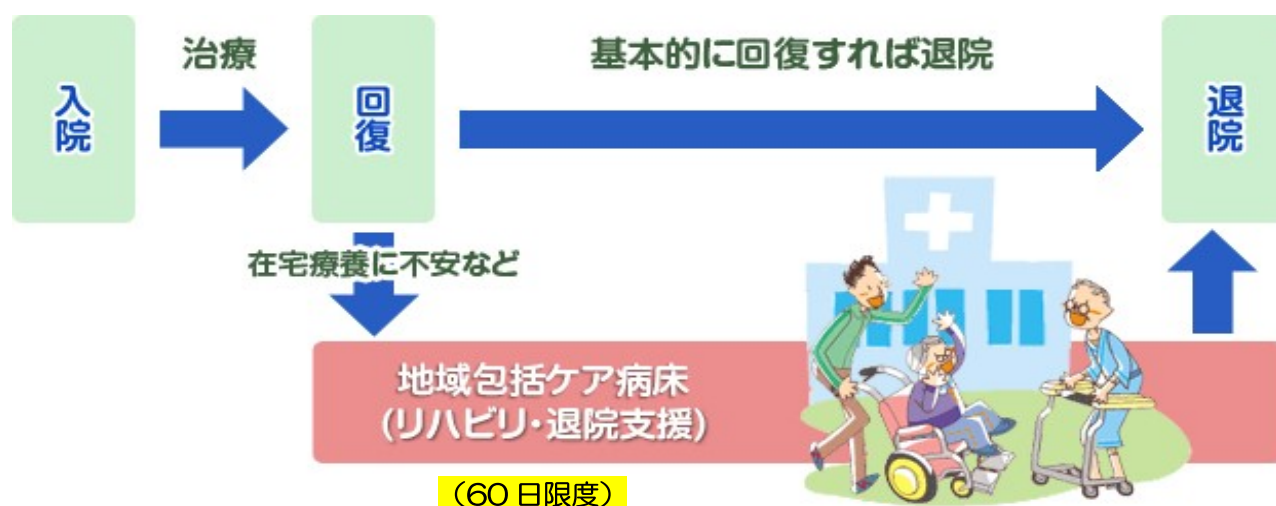 治療
基本的に回復すれば退院
入院
回復
退院
在宅療養に不安など
地域包括ケア病床
(リハビリ・退院支援)
（60日限度）